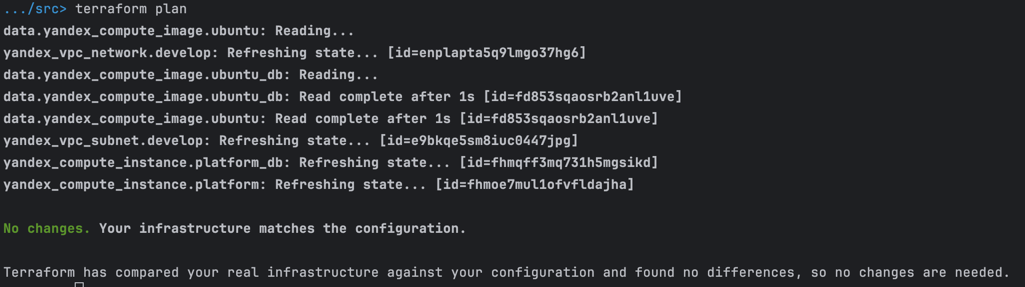 .../src> terraform plan
data.yandex_compute_image.ubuntu: Reading...
yandex_vpc_network.develop: Refreshing state... [id=enplapta5q9lmgo37hg6]
data.yandex_compute_image.ubuntu_db: Reading...
data.yandex_compute_image.ubuntu_db: Read complete after 1s [id=fd853sqaosrb2anl1uve]
data.yandex_compute_image.ubuntu: Read complete after 1s [id=fd853sqaosrb2anl1uve]
yandex_vpc_subnet.develop: Refreshing state... [id=e9bkqe5sm8iuc0447jpg]
yandex_compute_instance.platform_db: Refreshing state... [id=fhmqff3mq731h5mgsikd]
yandex_compute_instance.platform: Refreshing state... [id=fhmoe7mul1ofvfldajha]
No changes. Your infrastructure matches the configuration.
Terraform has compared your real infrastructure against your configuration and found no differences, so no changes are needed.